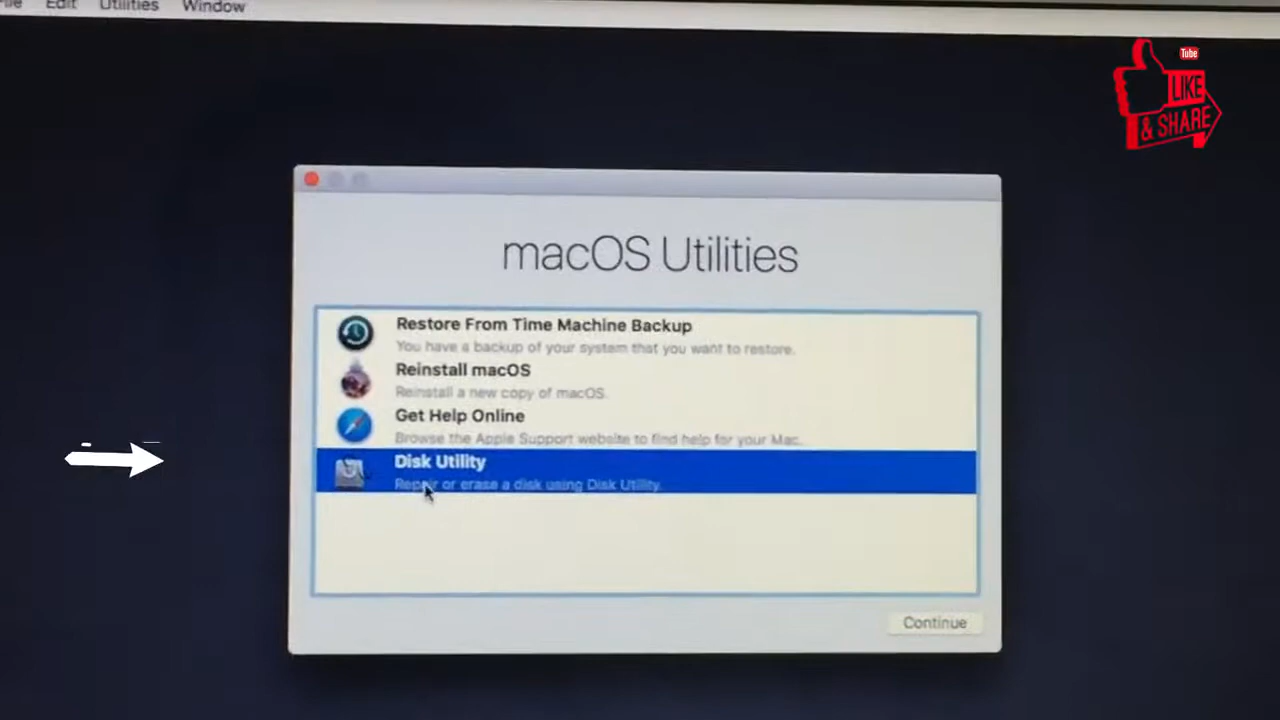 File Edit Utilities Window
Tube
LIKE
& SHARE
macOS Utilities
Restore From Time Machine Backup
You have a backup of your system that you want to restore.
Reinstall macOS
Reinstall a new copy of macOS.
Get Help Online
Browse the Apple Support website to find help for your Mac.
Disk Utility
Repair or erase a disk using Disk Utility.
Continue